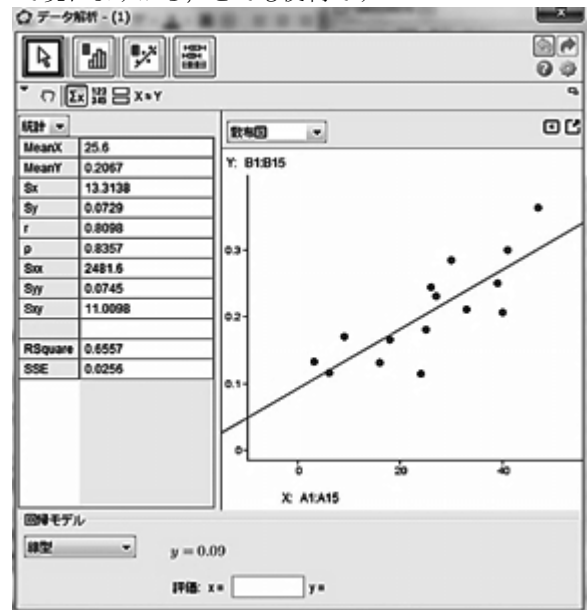 データ解析 - (1)
Σx 123 345 X≈Y
統計
MeanX 25.6
MeanY 0.2067
Sx 13.3138
Sy 0.0729
r 0.8098
ρ 0.8357
Sxx 2481.6
Syy 0.0745
Sxy 11.0098
RSquare 0.6557
SSE 0.0256
散布図
Y: B1:B15
0.3
0.2
0.1
0
0 20 40
X: A1:A15
回帰モデル
線型
y = 0.09
評価: x = y =